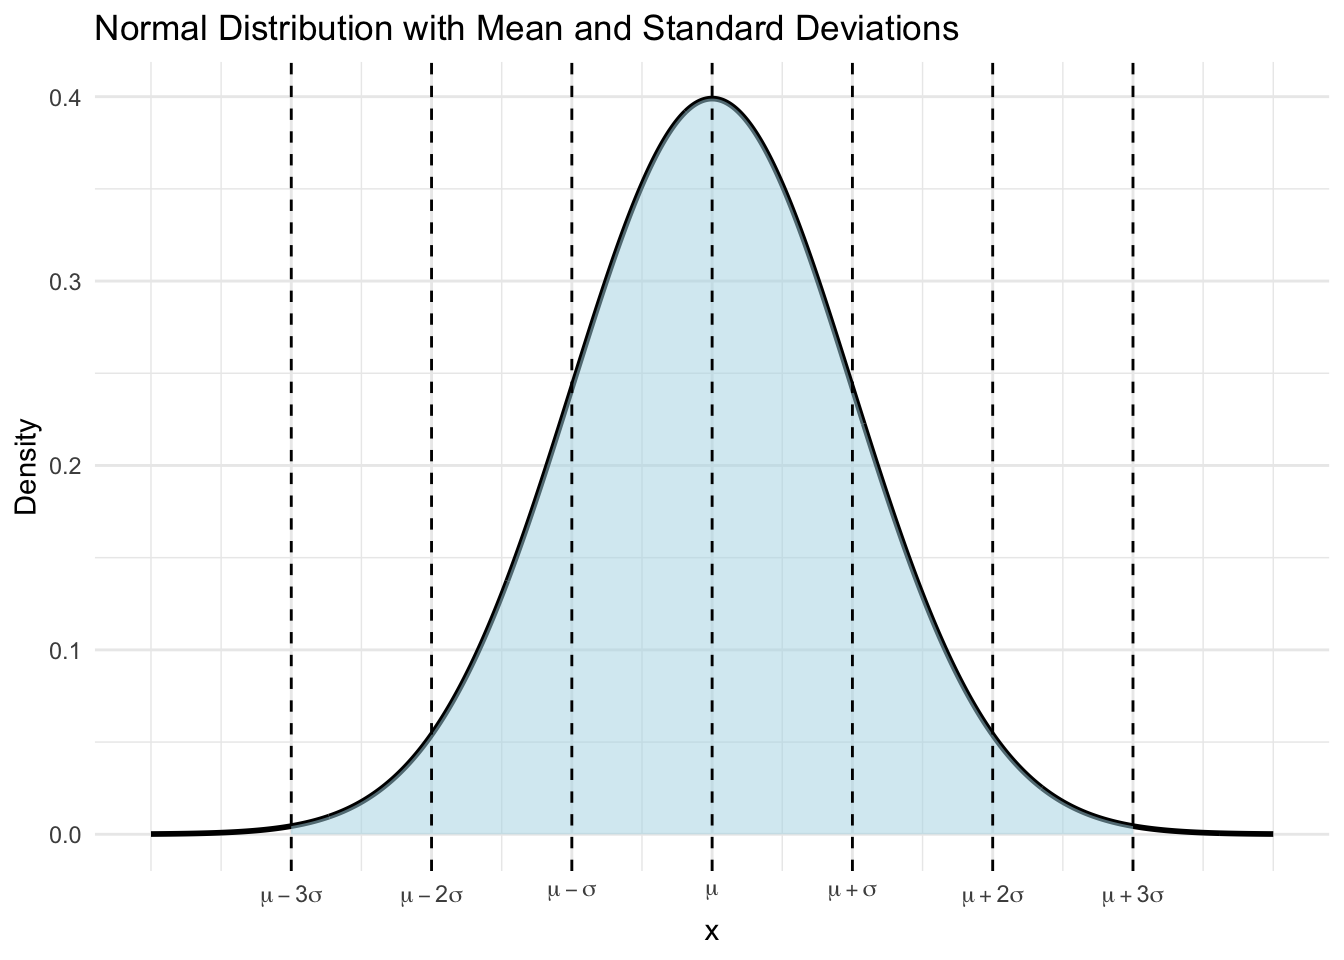 Normal Distribution with Mean and Standard Deviations
0.4
0.3
0.2
0.1
0.0
Density
μ − 3σ
μ − 2σ
μ − σ
μ
μ + σ
μ + 2σ
μ + 3σ
x